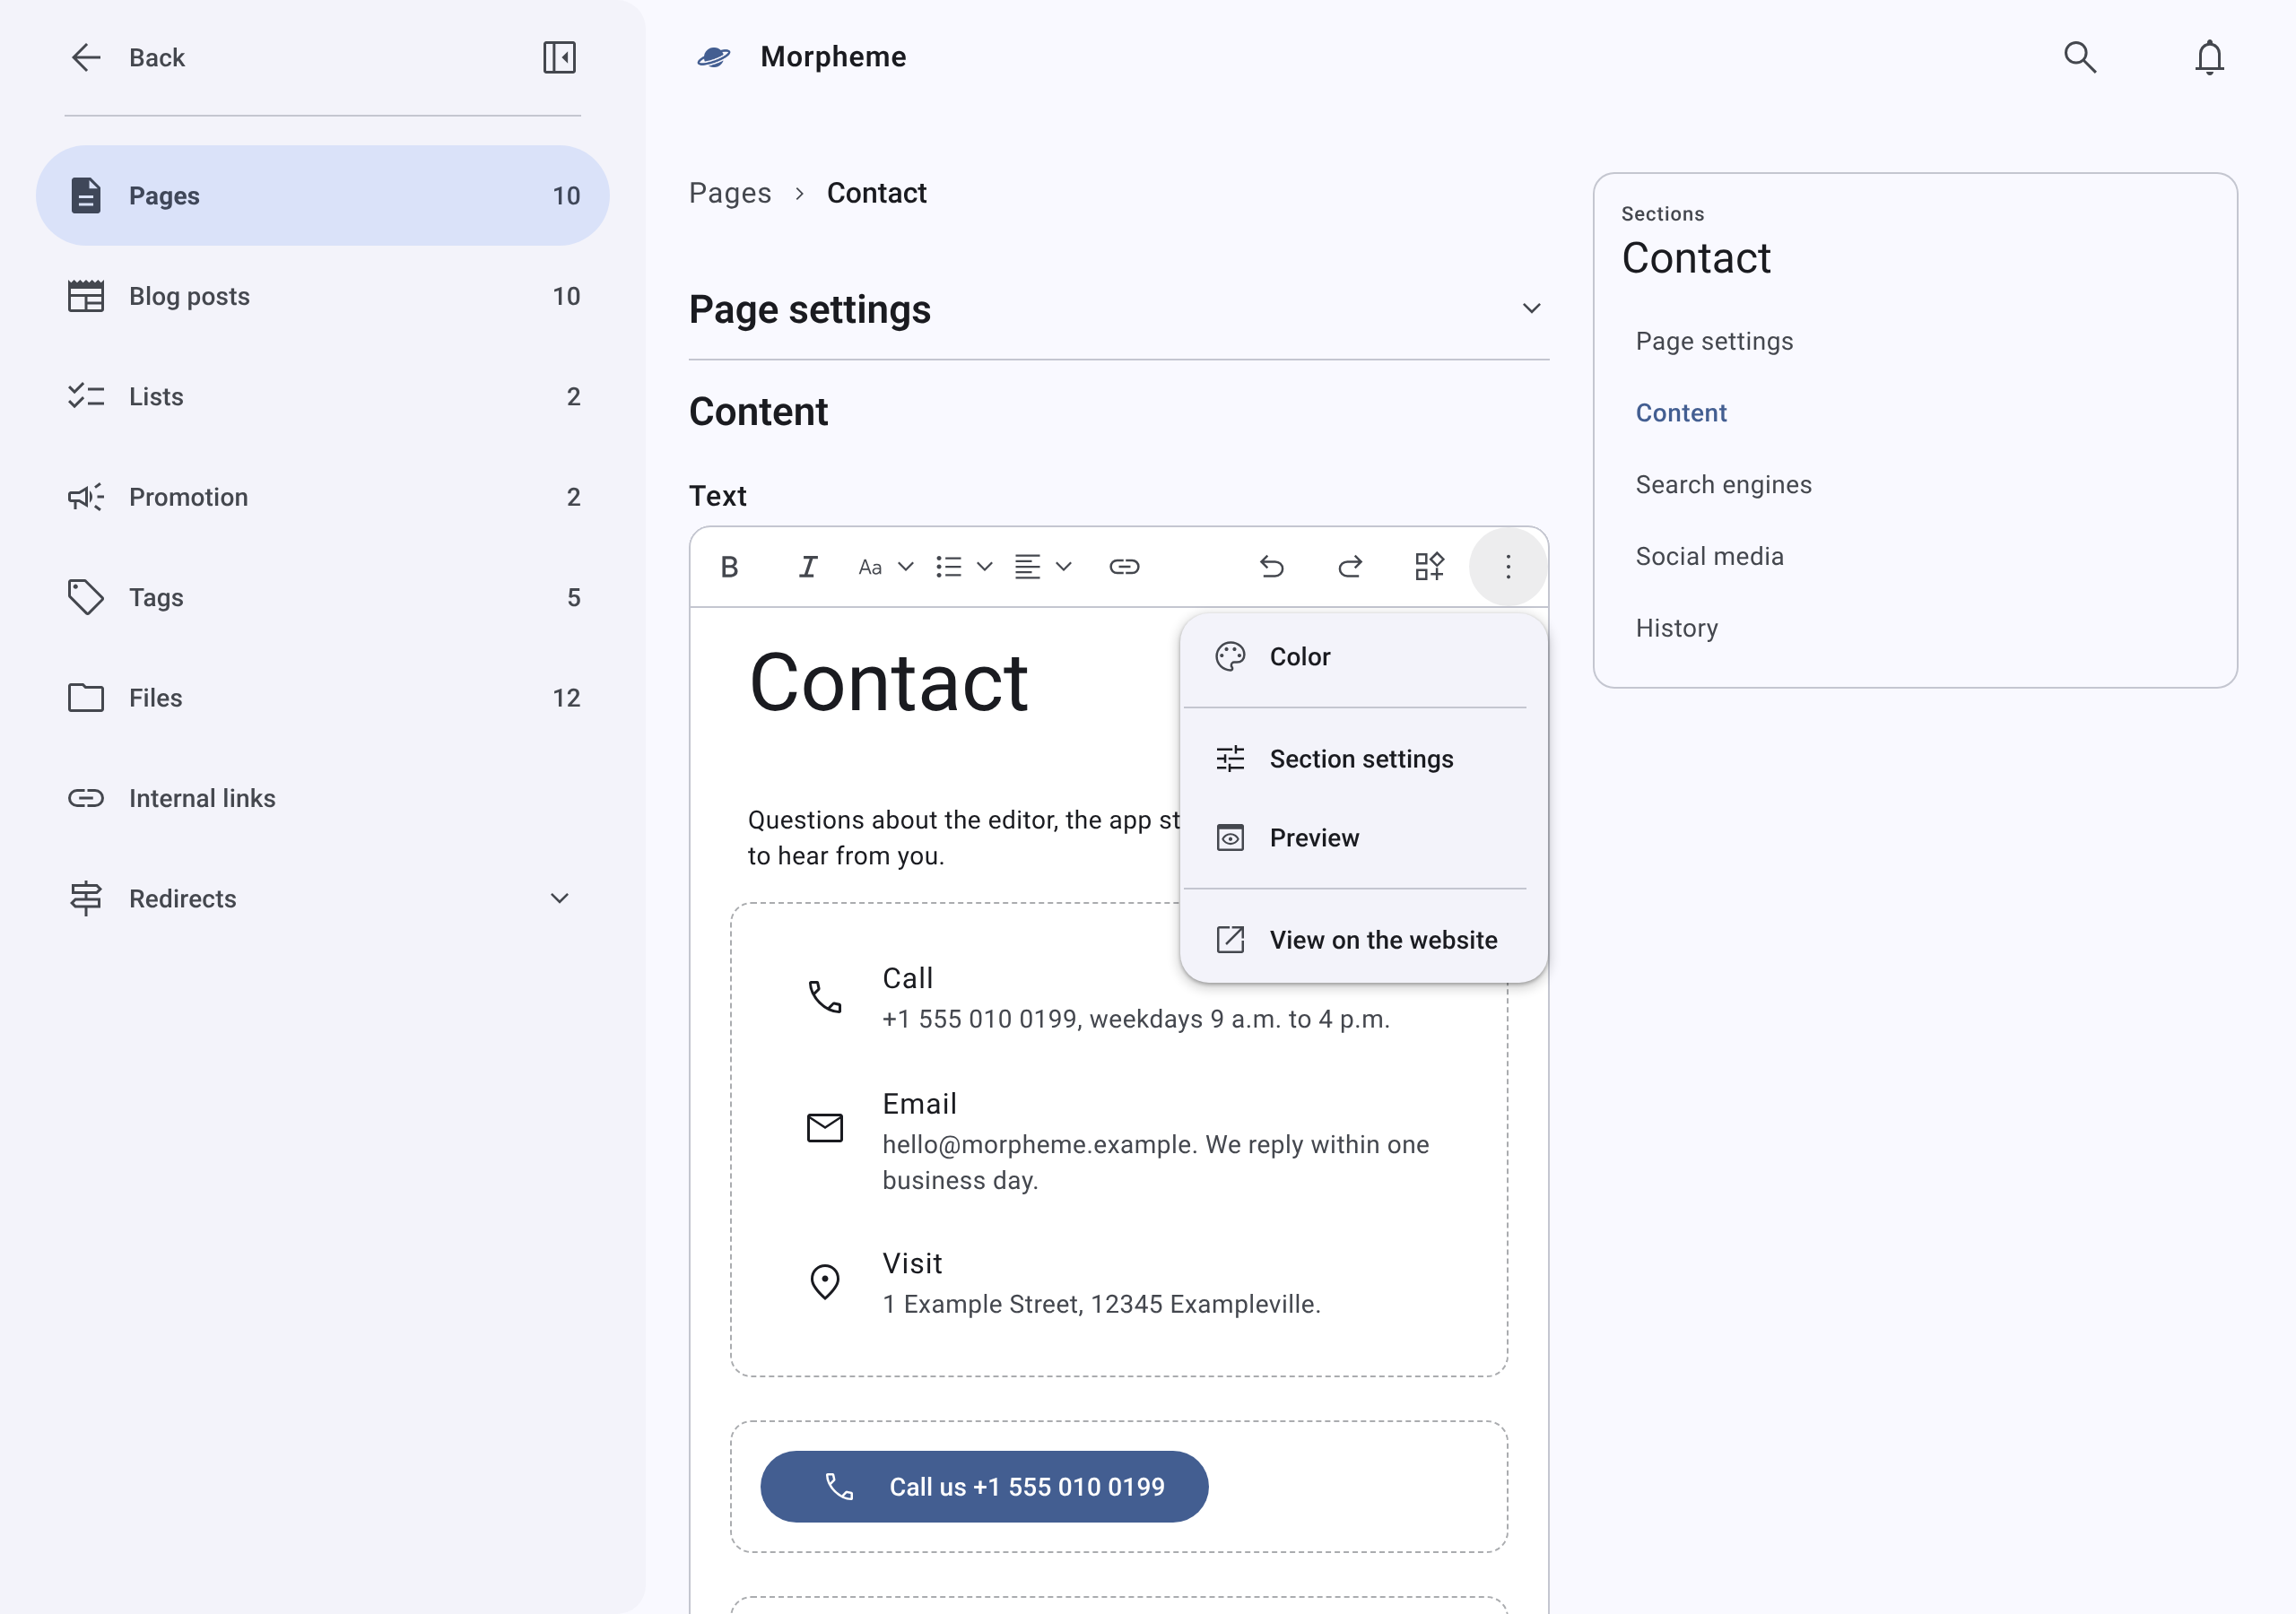 Back
Pages 10
Blog posts 10
Lists 2
Promotion 2
Tags 5
Files 12
Internal links
Redirects
Morpheme
Pages > Contact
Page settings
Content
Text
B I Aa
Contact
Questions about the editor, the app st
to hear from you.
Color
Section settings
Preview
View on the website
Call
+1 555 010 0199, weekdays 9 a.m. to 4 p.m.
Email
hello@morpheme.example. We reply within one
business day.
Visit
1 Example Street, 12345 Exampleville.
Call us +1 555 010 0199
Sections
Contact
Page settings
Content
Search engines
Social media
History